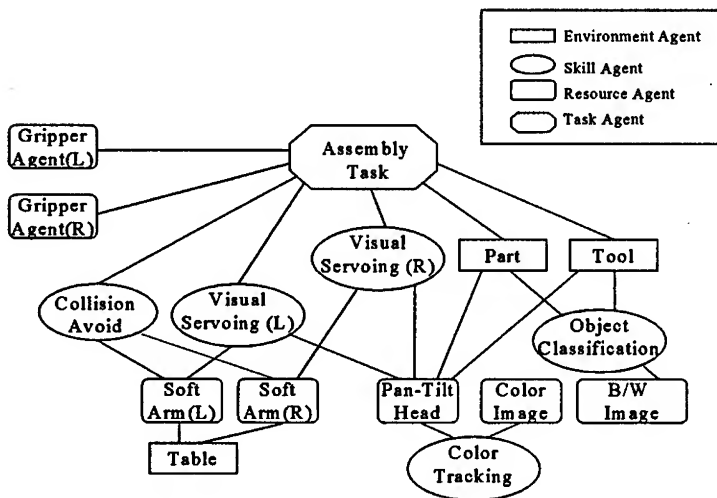 Environment Agent
Skill Agent
Resource Agent
Task Agent
Gripper
Agent(L)
Assembly
Task
Gripper
Agent(R)
Visual
Servoing (R)
Part
Tool
Collision
Avoid
Visual
Servoing (L)
Object
Classification
Soft
Arm(L)
Soft
Arm(R)
Pan-Tilt
Head
Color
Image
B/W
Image
Table
Color
Tracking